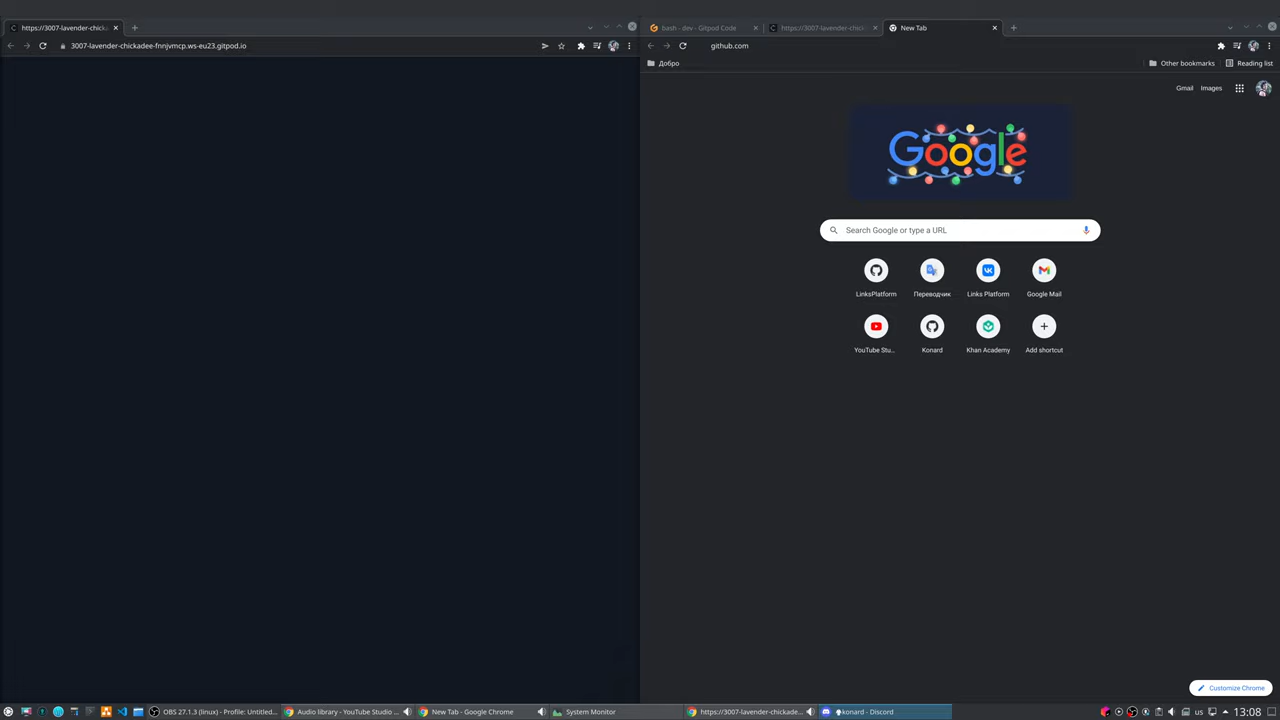 https://3007-lavender-chick
3007-lavender-chickadee-fnnjvmcp.ws-eu23.gitpod.io
bash - dev - Gitpod Code
https://3007-lavender-chick
New Tab
github.com
Добро
Other bookmarks
Reading list
Gmail
Images
Google
Search Google or type a URL
LinksPlatform
Переводчик
Links Platform
Google Mail
YouTube Stu...
Konard
Khan Academy
Add shortcut
Customize Chrome
OBS 27.1.3 (linux) - Profile: Untitled...
Audio library - YouTube Studio ...
New Tab - Google Chrome
System Monitor
https://3007-lavender-chickade...
konard - Discord
us
13:08